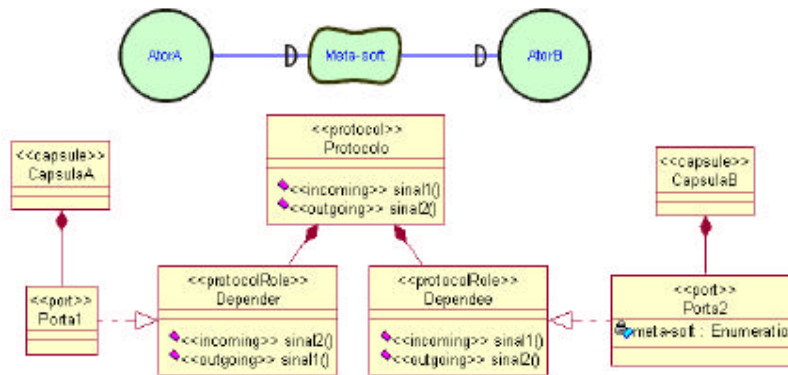 AtorA
Meta-soft
AtorB
<<protocol>>
Protocolo
<<incoming>> sinal1()
<<outgoing>> sinal2()
<<capsule>>
CapsulaA
<<capsule>>
CapsulaB
<<port>>
Porta1
<<protocolRole>>
Depender
<<incoming>> sinal2()
<<outgoing>> sinal1()
<<protocolRole>>
Dependee
<<incoming>> sinal1()
<<outgoing>> sinal2()
<<port>>
Porta2
meta-soft : Enumeratio